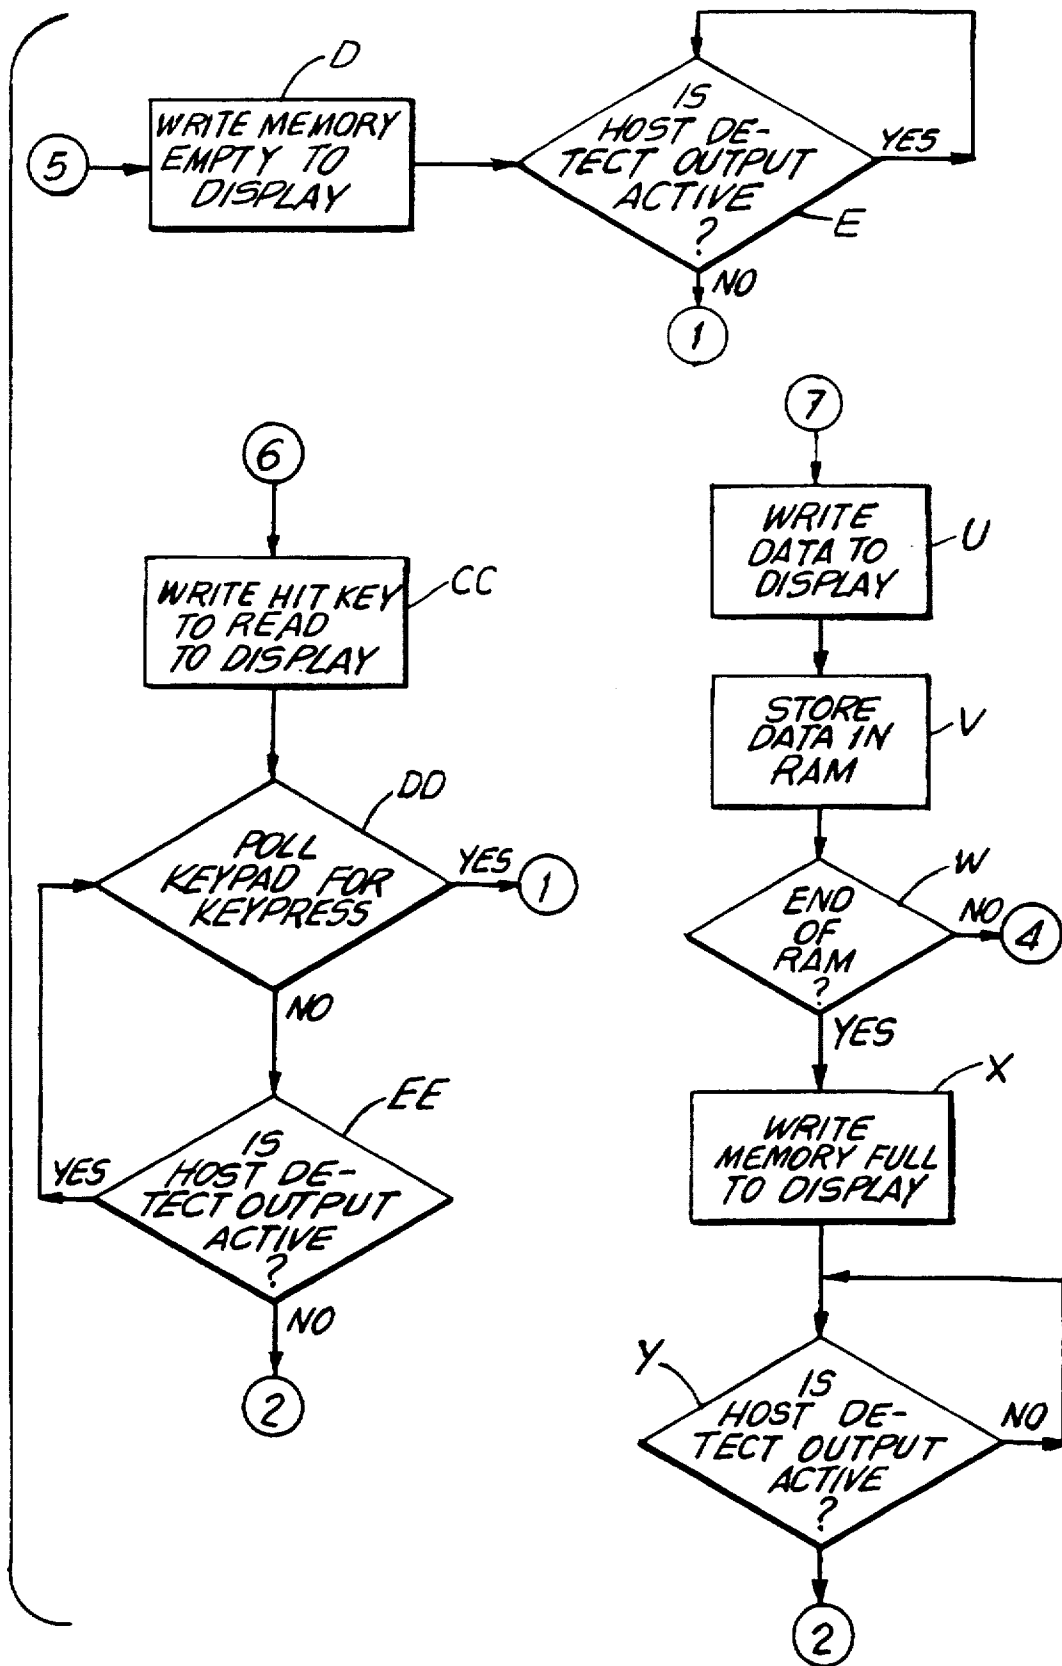 D
5
WRITE MEMORY
EMPTY TO
DISPLAY
IS
HOST DE-
TECT OUTPUT
ACTIVE
?
YES
E
NO
1
6
WRITE HIT KEY
TO READ
TO DISPLAY
CC
POLL
KEYPAD FOR
KEYPRESS
DD
YES
1
NO
IS
HOST DE-
TECT OUTPUT
ACTIVE
?
EE
YES
NO
2
7
WRITE
DATA TO
DISPLAY
U
STORE
DATA IN
RAM
V
END
OF
RAM
?
W
NO
4
YES
WRITE
MEMORY FULL
TO DISPLAY
X
IS
HOST DE-
TECT OUTPUT
ACTIVE
?
Y
NO
2